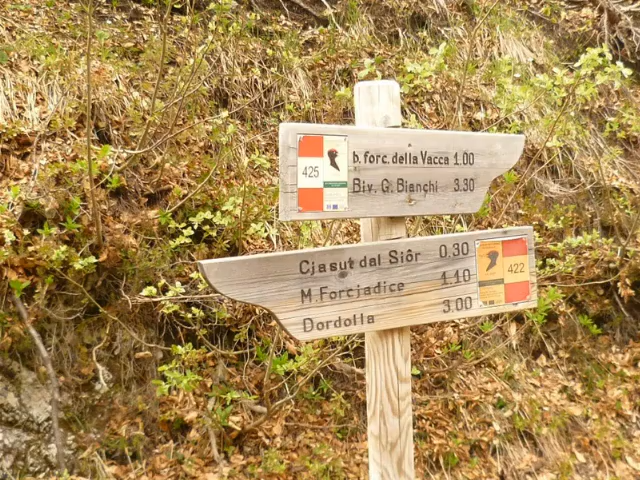 b. forc. della Vacca 1.00
425
Biv. G. Bianchi 3.30
Cjasut dal Siôr 0.30
M. Forcjadice 1.10
422
Dordolla 3.00